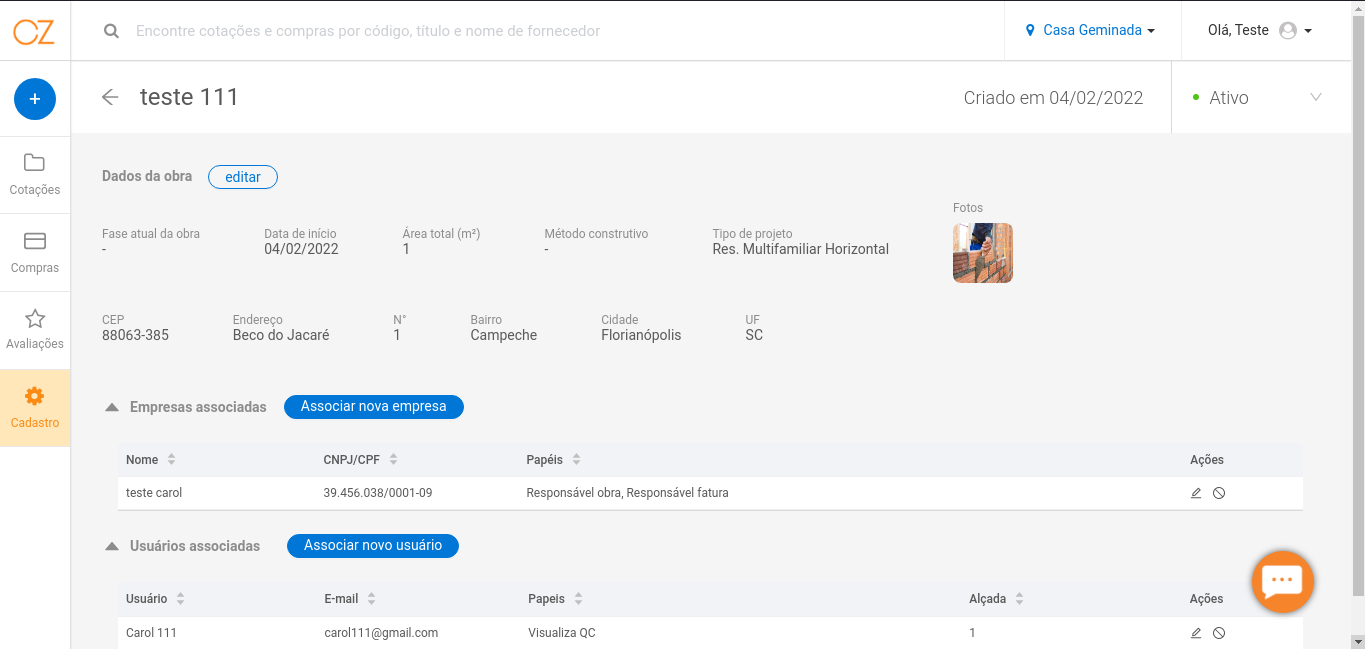 OZ
Encontre cotações e compras por código, título e nome de fornecedor
Casa Geminada
Olá, Teste
+
teste 111
Criado em 04/02/2022
Ativo
Cotações
Compras
Avaliações
Cadastro
Dados da obra
editar
Fase atual da obra
-
Data de início
04/02/2022
Área total (m²)
1
Método construtivo
-
Tipo de projeto
Res. Multifamiliar Horizontal
Fotos
CEP
88063-385
Endereço
Beco do Jacaré
N°
1
Bairro
Campeche
Cidade
Florianópolis
UF
SC
Empresas associadas
Associar nova empresa
Nome CNPJ/CPF Papéis Ações
teste carol 39.456.038/0001-09 Responsável obra, Responsável fatura
Usuários associadas
Associar novo usuário
Usuário E-mail Papeis Alçada Ações
Carol 111 carol111@gmail.com Visualiza QC 1